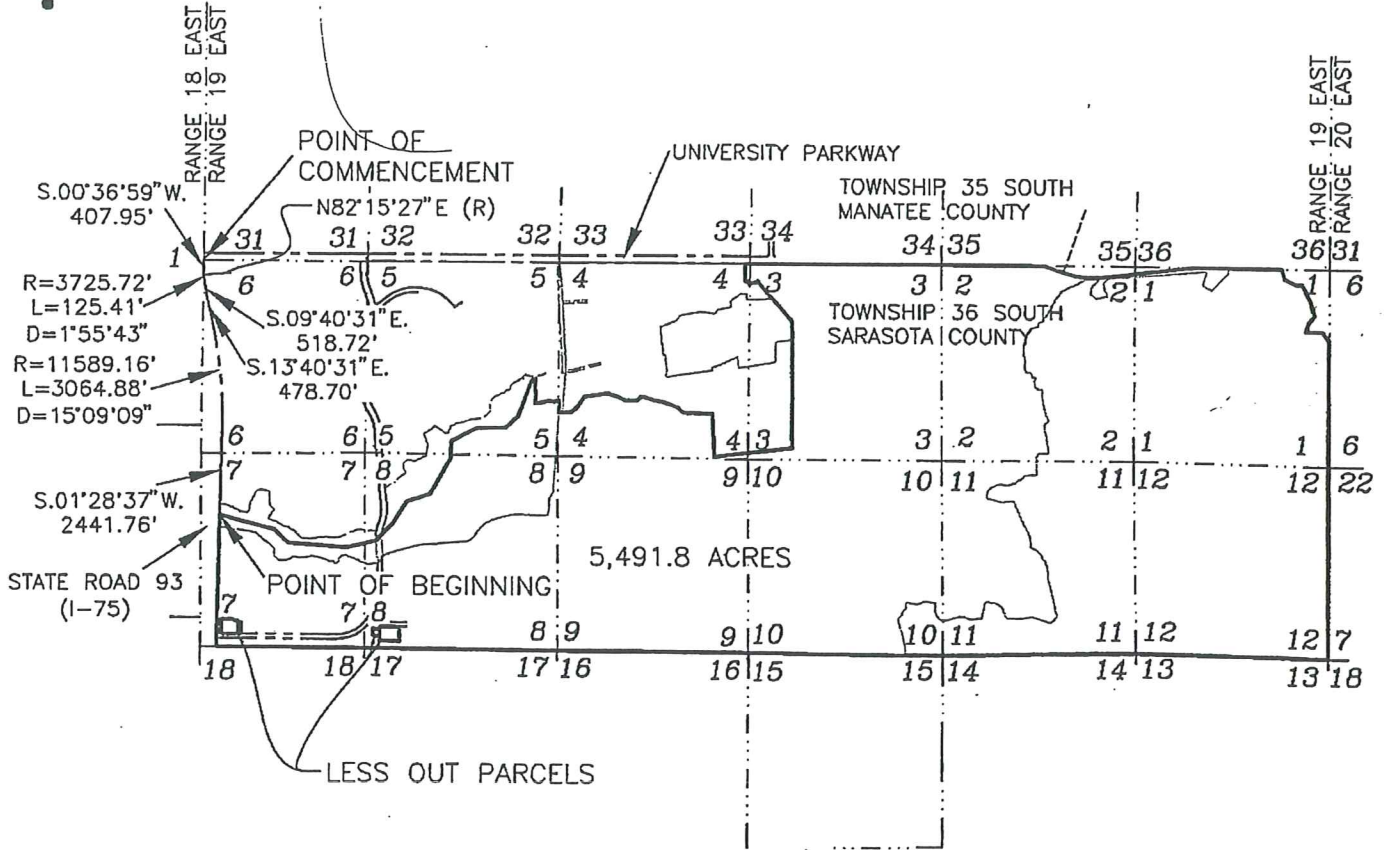 RANGE 18 EAST
RANGE 19 EAST
RANGE 19 EAST
RANGE 20 EAST
POINT OF
COMMENCEMENT
UNIVERSITY PARKWAY
TOWNSHIP 35 SOUTH
MANATEE COUNTY
S.00°36'59"W.
407.95'
N82°15'27"E (R)
31 31 32 32 33 33 34 34 35 35 36 36 31
1 6 6 5 5 4 4 3 3 2 2 1 1 6
R=3725.72'
L=125.41'
D=1°55'43"
S.09°40'31"E.
518.72'
TOWNSHIP 36 SOUTH
SARASOTA COUNTY
R=11589.16'
L=3064.88'
D=15°09'09"
S.13°40'31"E.
478.70'
6 6 5 5 4 4 3 3 2 2 1 1 6
7 7 8 8 9 9 10 10 11 11 12 12 22
S.01°28'37"W.
2441.76'
5,491.8 ACRES
STATE ROAD 93
(I-75)
POINT OF BEGINNING
7 7 8 8 9 9 10 10 11 11 12 12 7
18 18 17 17 16 16 15 15 14 14 13 13 18
LESS OUT PARCELS